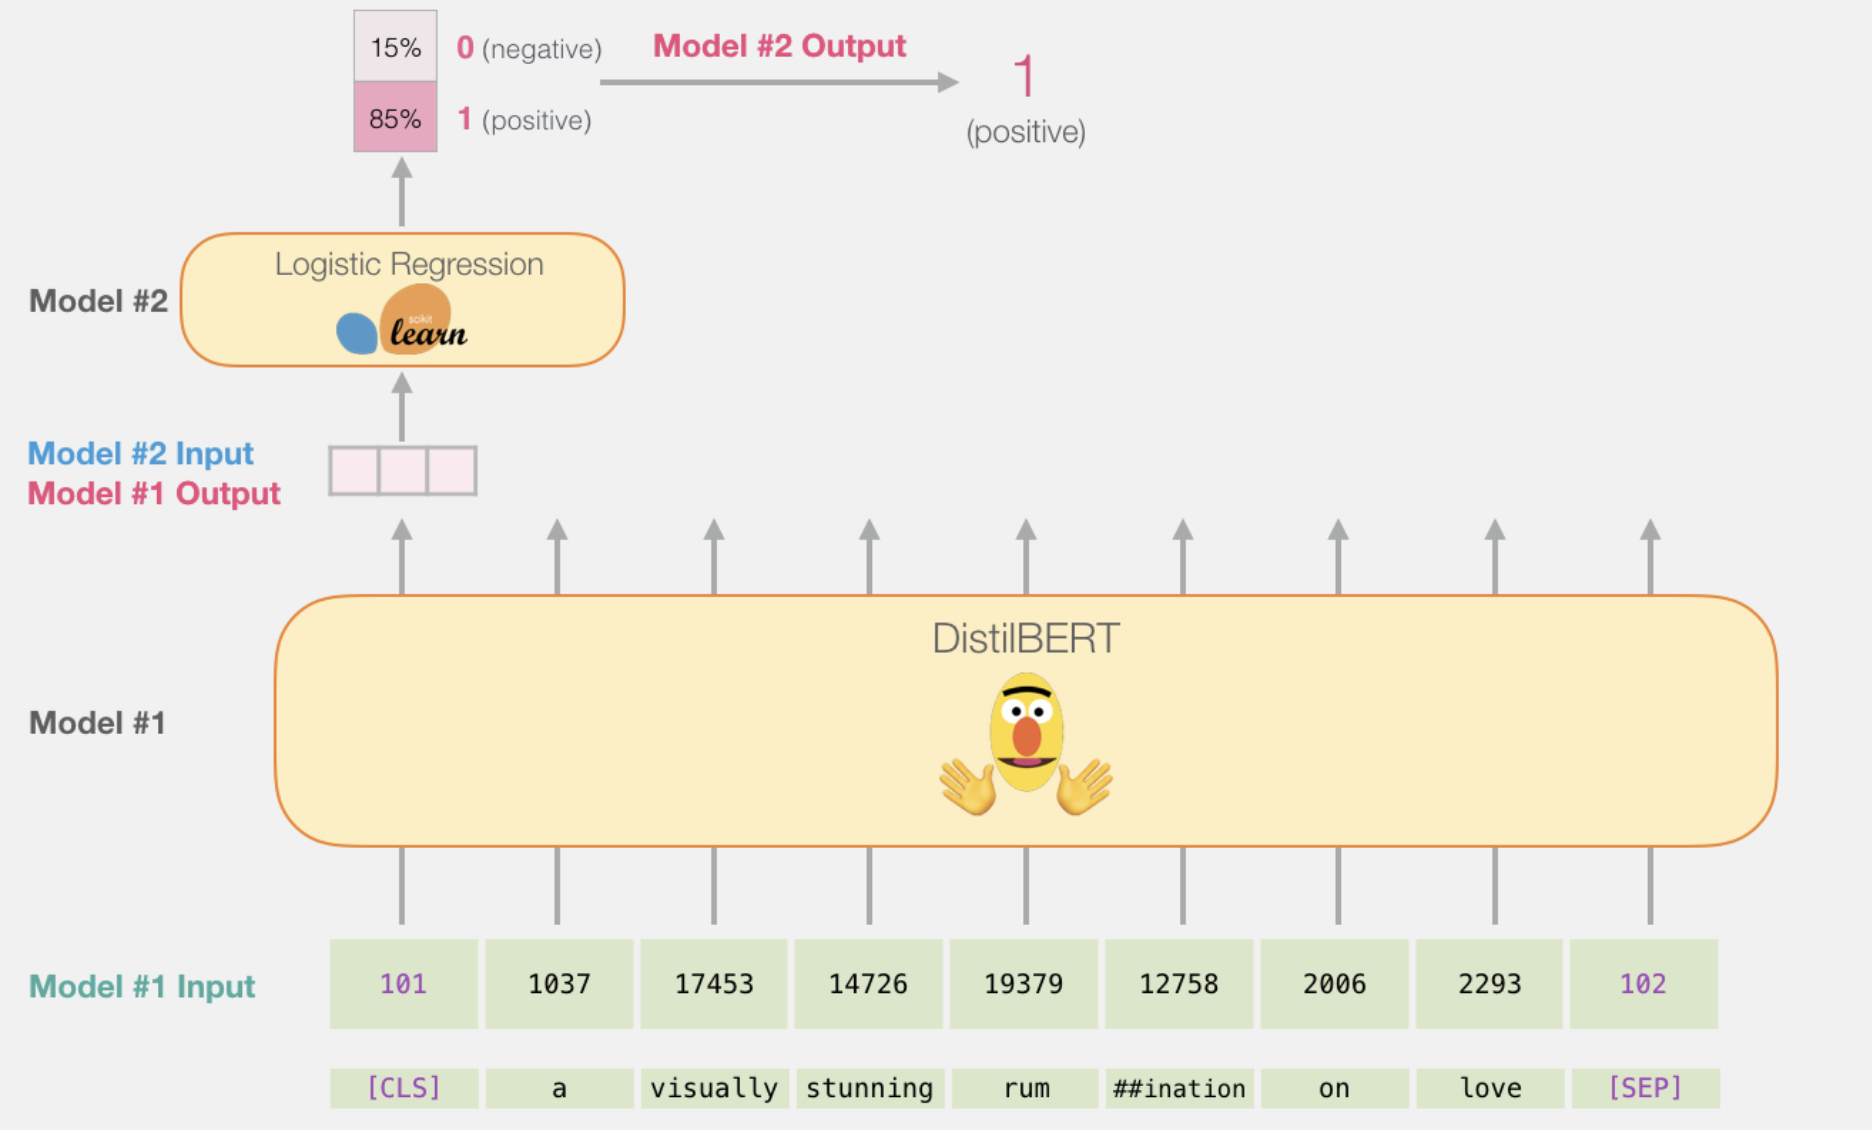 15% 0 (negative) Model #2 Output 1
85% 1 (positive) (positive)
Logistic Regression
Model #2
scikit
learn
Model #2 Input
Model #1 Output
DistilBERT
Model #1
Model #1 Input 101 1037 17453 14726 19379 12758 2006 2293 102
[CLS] a visually stunning rum ##ination on love [SEP]